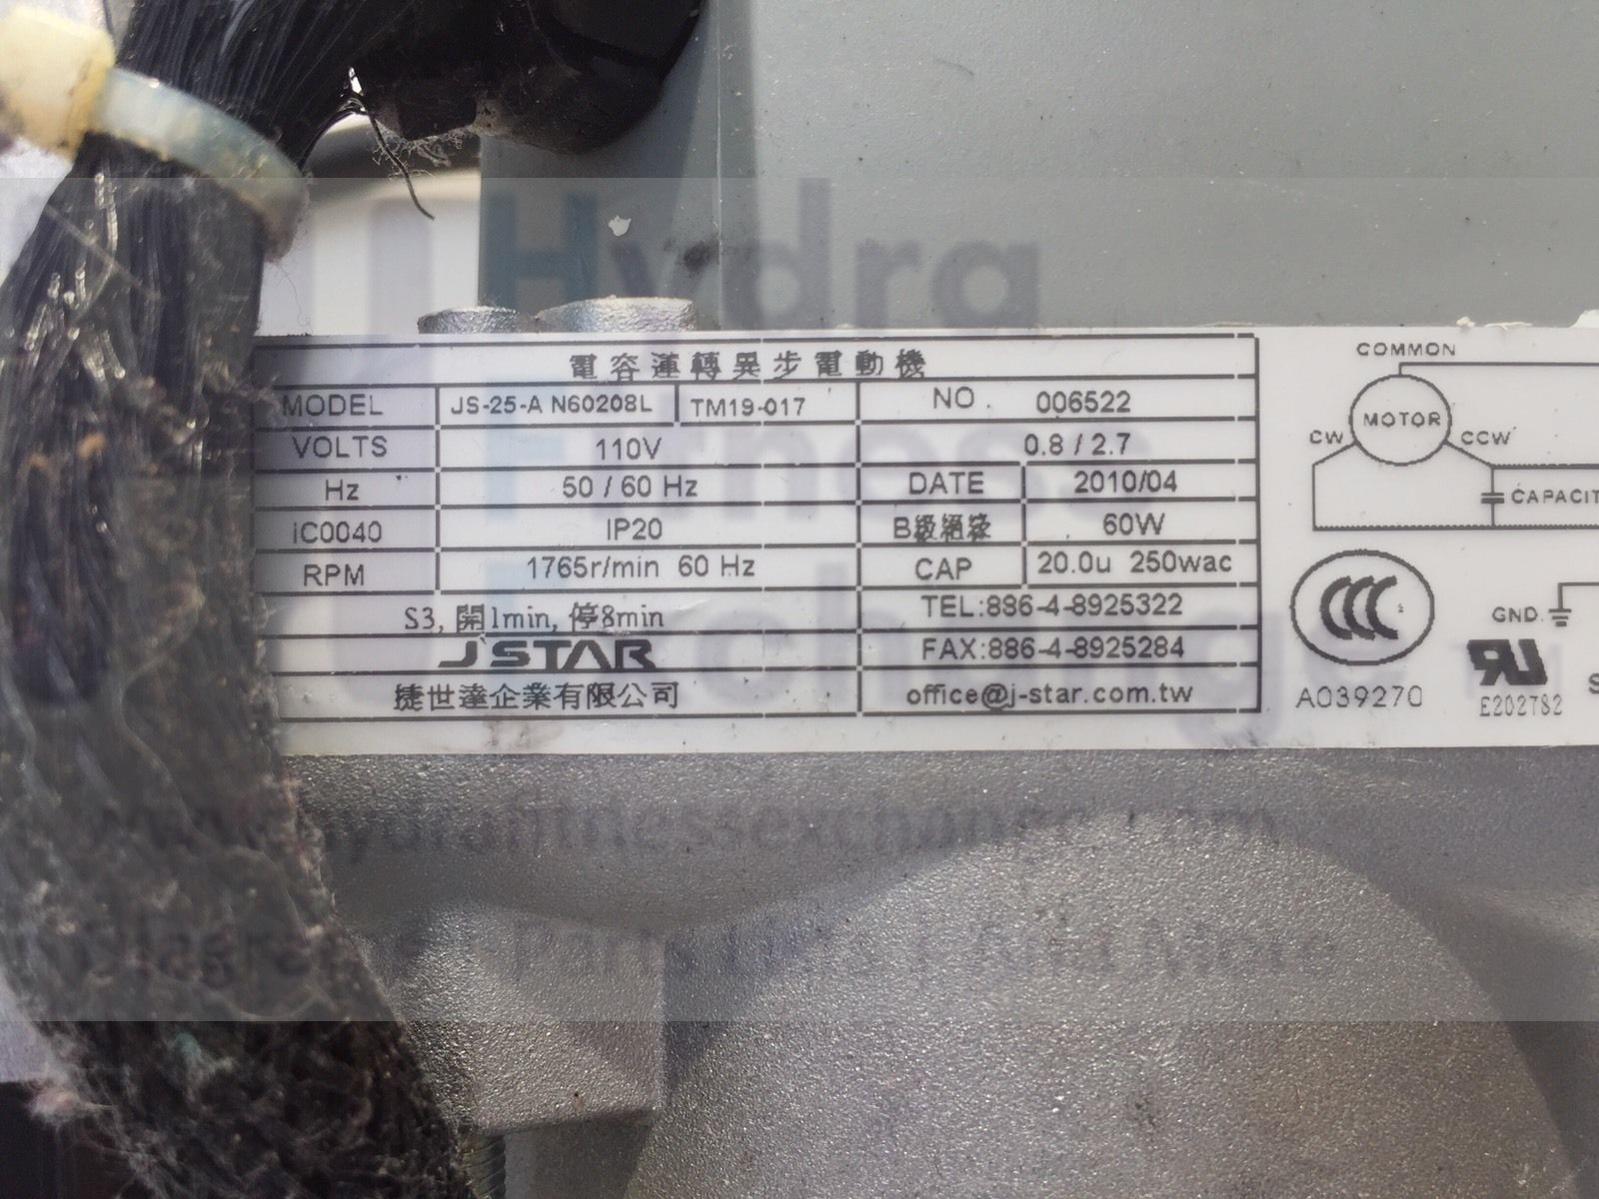 電容運轉異步電動機
MODEL JS-25-A N60208L TM19-017 NO. 006522
VOLTS 110V 0.8 / 2.7
Hz 50 / 60 Hz DATE 2010/04
iC0040 IP20 B級絕緣 60W
RPM 1765r/min 60 Hz CAP 20.0u 250wac
S3, 開1min, 停8min TEL:886-4-8925322
J'STAR FAX:886-4-8925284
捷世達企業有限公司 office@j-star.com.tw
COMMON
MOTOR
CW CCW
CAPACIT
GND.
A039270
E202782
S
Hydra
Fitness
Exchange